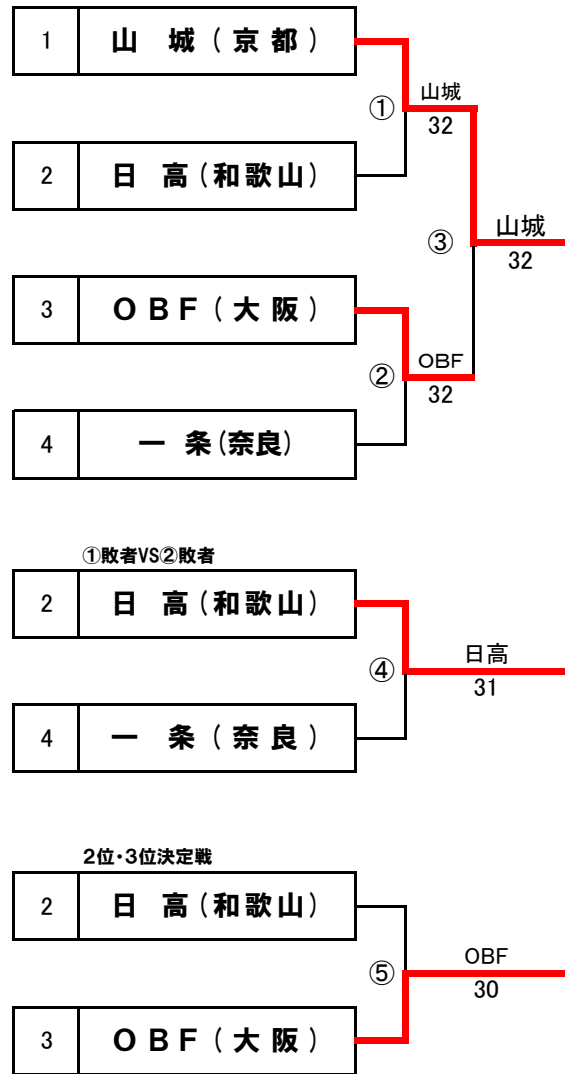 1 山 城(京都)
① 山城
32
2 日 高(和歌山)
③ 山城
32
3 OBF(大阪)
② OBF
32
4 一 条(奈良)
①敗者VS②敗者
2 日 高(和歌山)
④ 日高
31
4 一 条(奈良)
2位・3位決定戦
2 日 高(和歌山)
⑤ OBF
30
3 OBF(大阪)